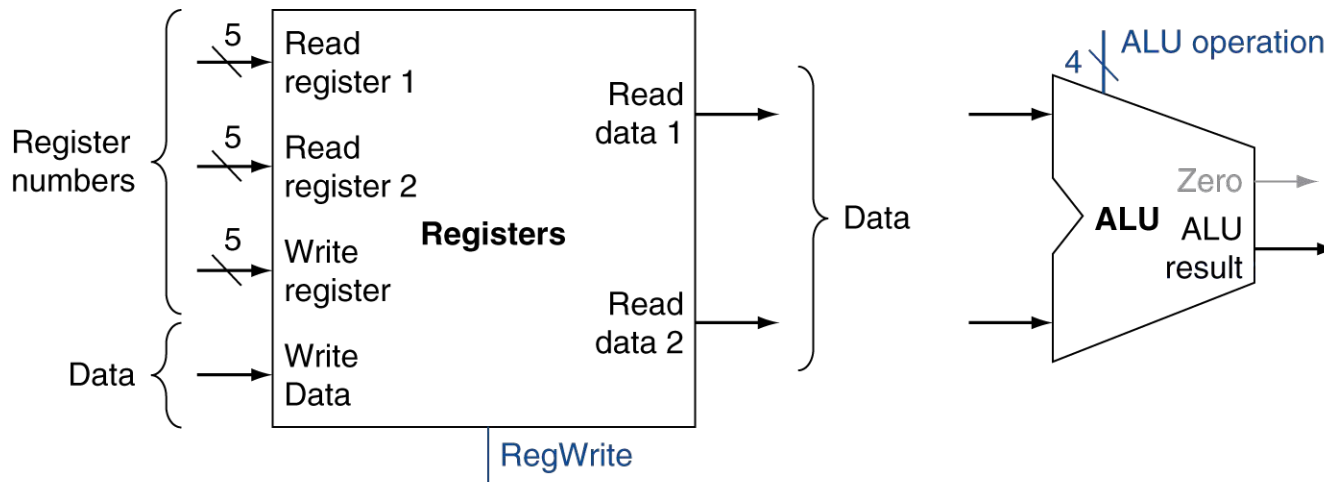 Register
numbers
Data
5
Read
register 1
5
Read
register 2
5
Write
register
Write
Data
Registers
Read
data 1
Read
data 2
RegWrite
Data
4
ALU operation
Zero
ALU
ALU
result